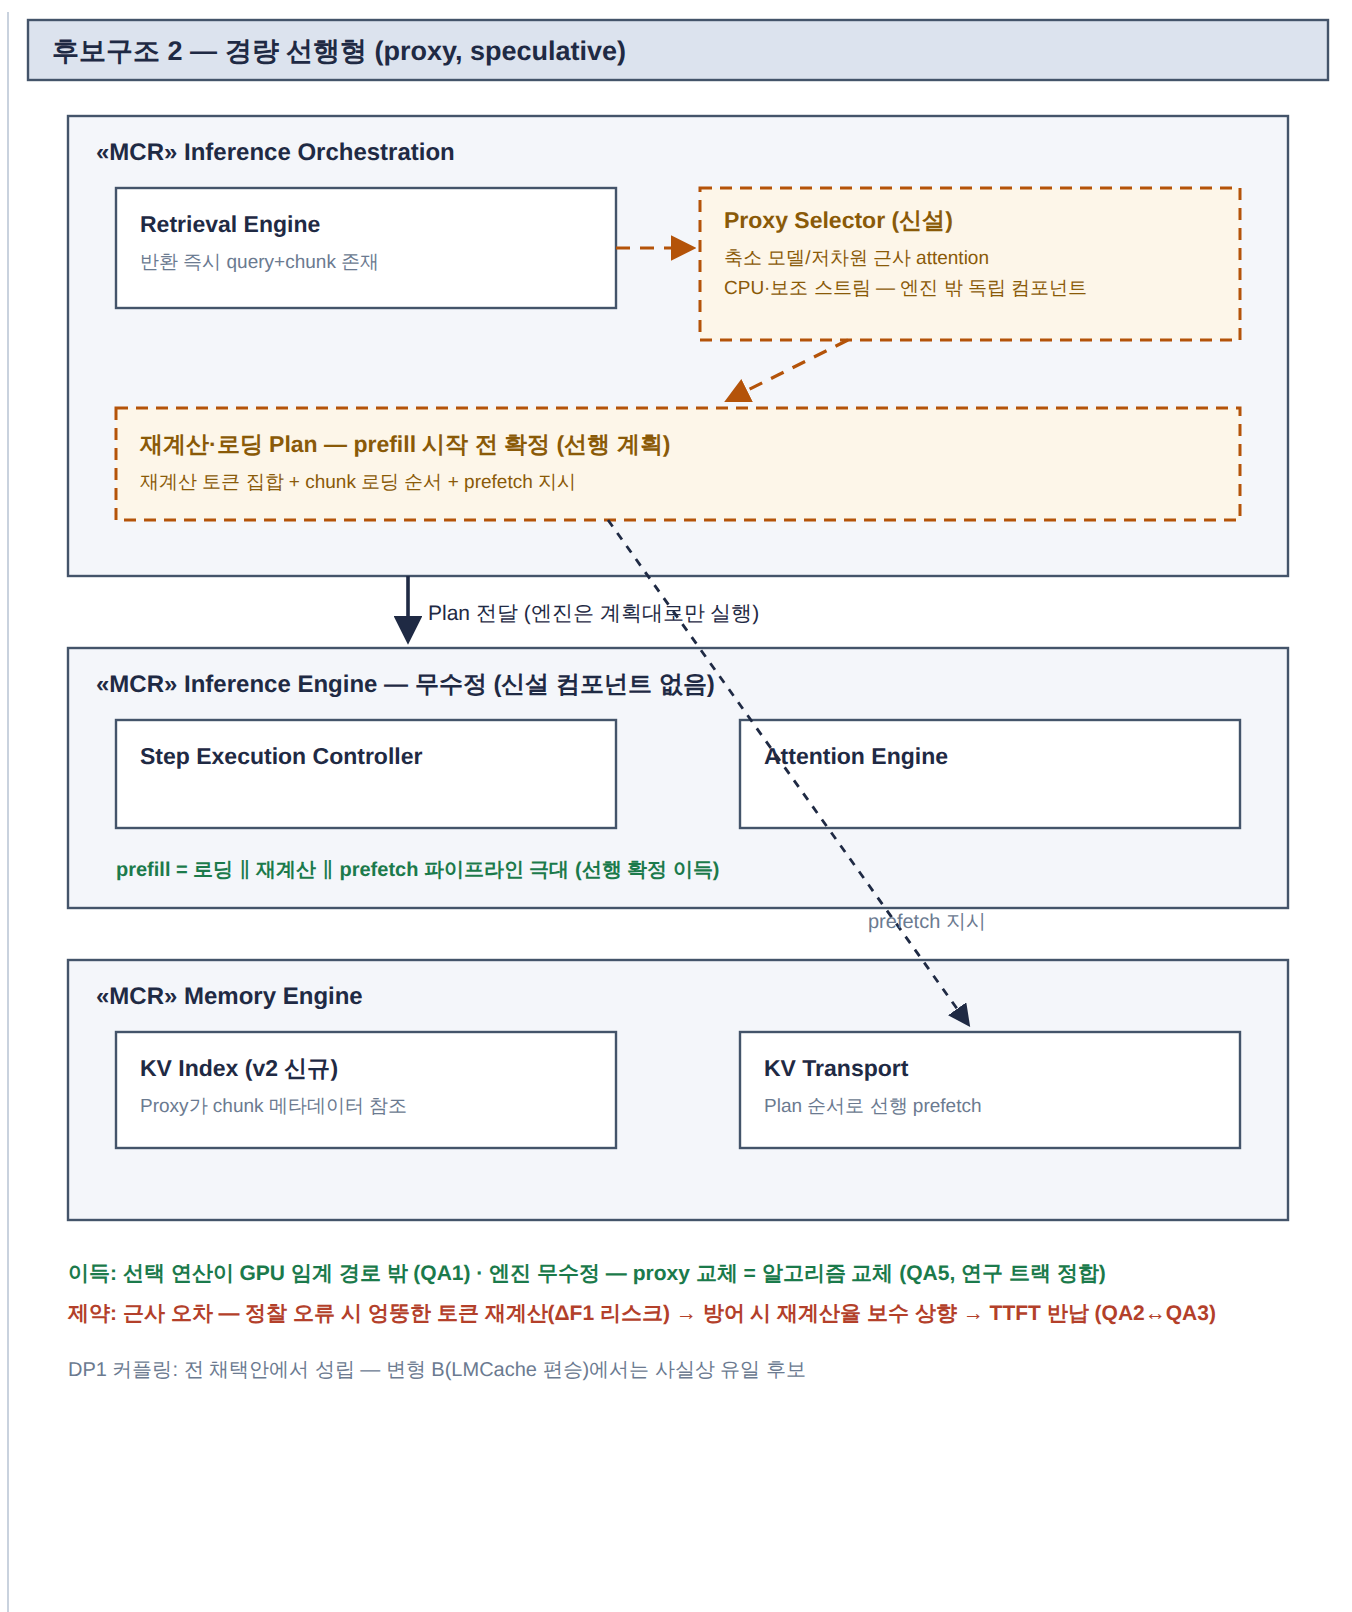 후보구조 2 — 경량 선행형 (proxy, speculative)
«MCR» Inference Orchestration
Retrieval Engine
반환 즉시 query+chunk 존재
Proxy Selector (신설)
축소 모델/저차원 근사 attention
CPU·보조 스트림 — 엔진 밖 독립 컴포넌트
재계산·로딩 Plan — prefill 시작 전 확정 (선행 계획)
재계산 토큰 집합 + chunk 로딩 순서 + prefetch 지시
Plan 전달 (엔진은 계획대로만 실행)
«MCR» Inference Engine — 무수정 (신설 컴포넌트 없음)
Step Execution Controller
Attention Engine
prefill = 로딩 ∥ 재계산 ∥ prefetch 파이프라인 극대 (선행 확정 이득)
prefetch 지시
«MCR» Memory Engine
KV Index (v2 신규)
Proxy가 chunk 메타데이터 참조
KV Transport
Plan 순서로 선행 prefetch
이득: 선택 연산이 GPU 임계 경로 밖 (QA1) · 엔진 무수정 — proxy 교체 = 알고리즘 교체 (QA5, 연구 트랙 정합)
제약: 근사 오차 — 정찰 오류 시 엉뚱한 토큰 재계산(ΔF1 리스크) → 방어 시 재계산율 보수 상향 → TTFT 반납 (QA2↔QA3)
DP1 커플링: 전 채택안에서 성립 — 변형 B(LMCache 편승)에서는 사실상 유일 후보